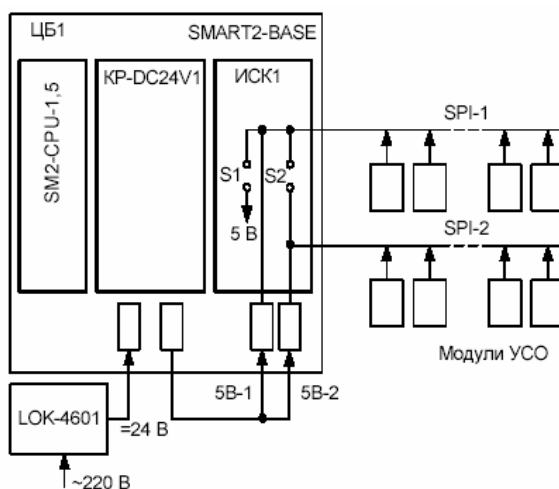 ЦБ1
SMART2-BASE
SM2-CPU-1,5
КР-DC24V1
ИСК1
SPI-1
S1
S2
5 В
SPI-2
Модули УСО
5В-1
5В-2
LOK-4601
=24 В
~220 В